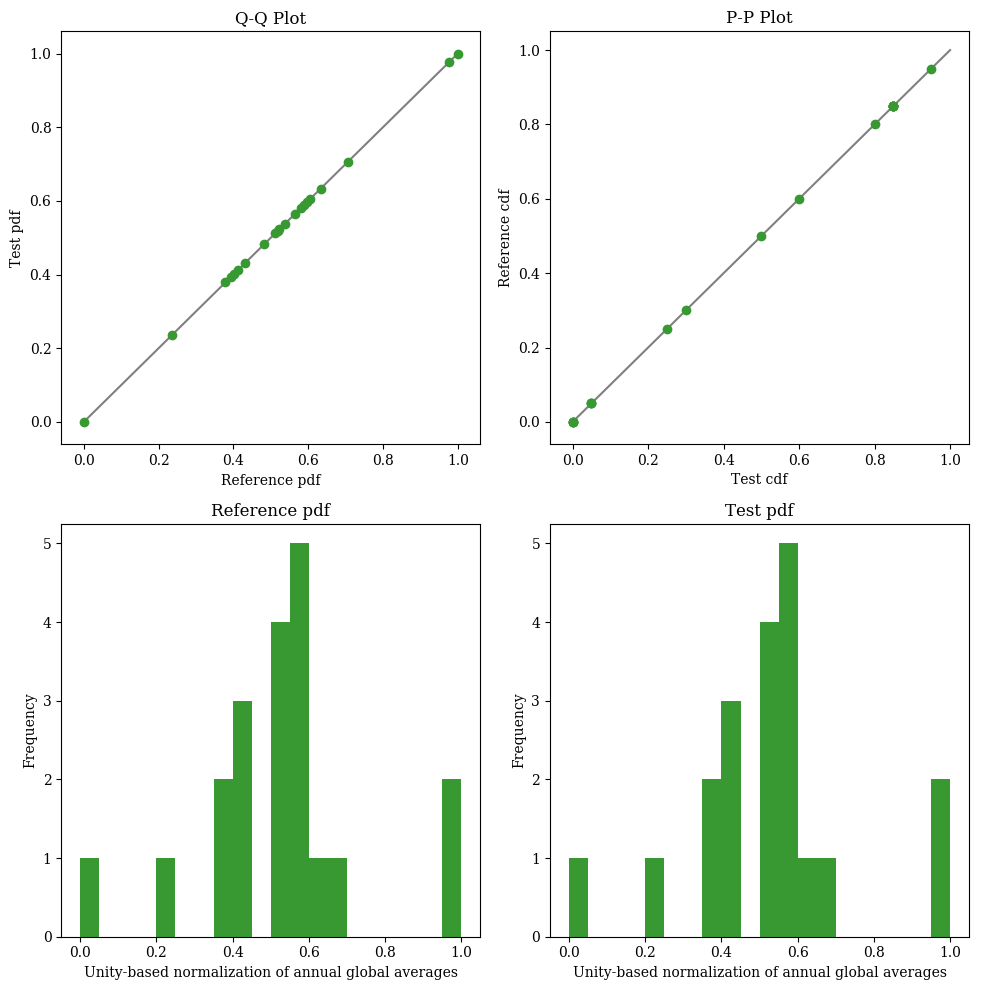 Q-Q Plot
1.0
0.8
0.6
0.4
0.2
0.0
Test pdf
0.0 0.2 0.4 0.6 0.8 1.0
Reference pdf
P-P Plot
1.0
0.8
0.6
0.4
0.2
0.0
Reference cdf
0.0 0.2 0.4 0.6 0.8 1.0
Test cdf
Reference pdf
5
4
3
2
1
0
Frequency
0.0 0.2 0.4 0.6 0.8 1.0
Unity-based normalization of annual global averages
Test pdf
5
4
3
2
1
0
Frequency
0.0 0.2 0.4 0.6 0.8 1.0
Unity-based normalization of annual global averages